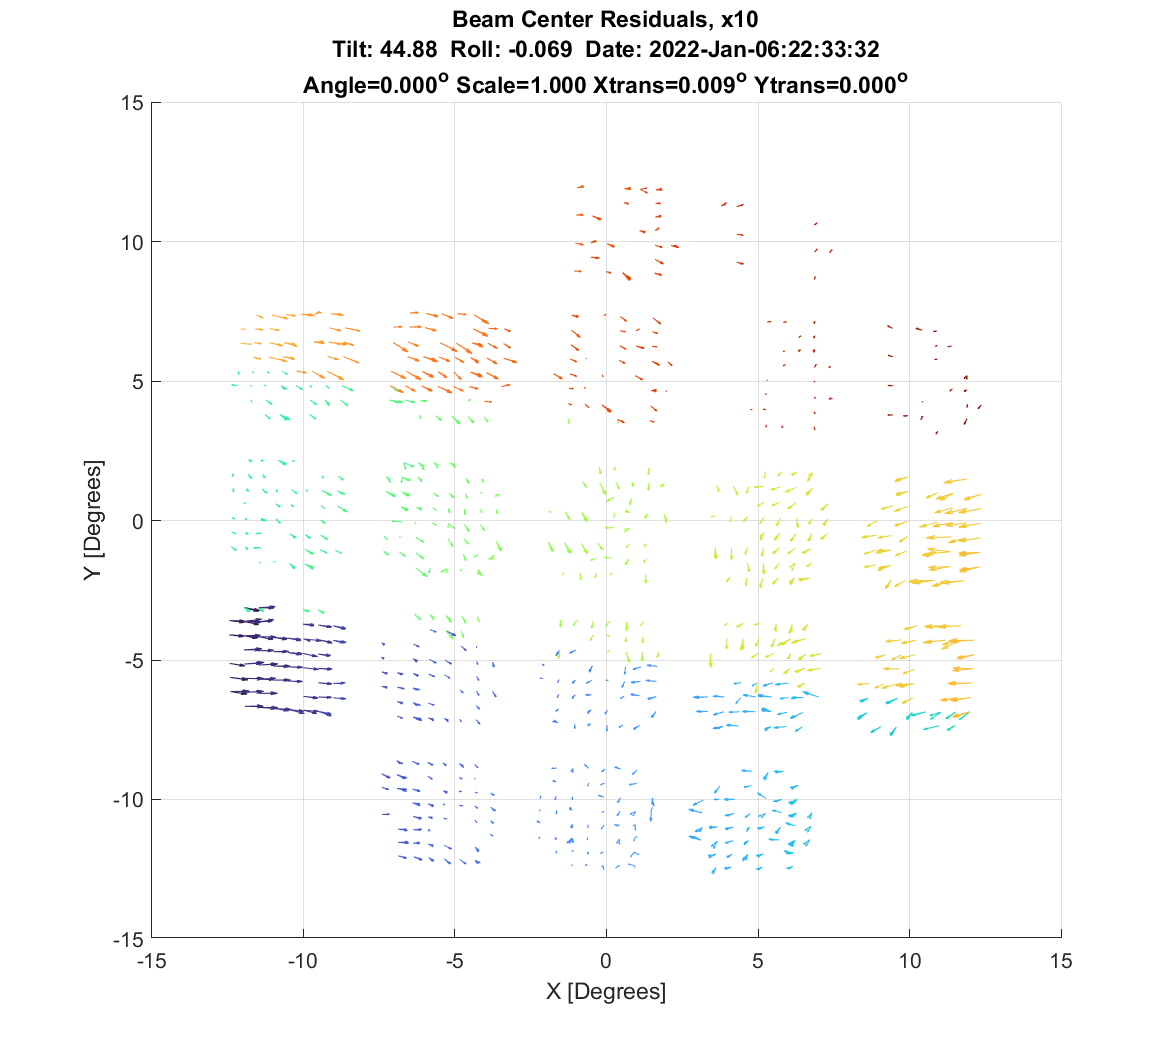 Beam Center Residuals, x10
Tilt: 44.88 Roll: -0.069 Date: 2022-Jan-06:22:33:32
Angle=0.000° Scale=1.000 Xtrans=0.009° Ytrans=0.000°
15
10
5
0
-5
-10
-15
Y [Degrees]
-15 -10 -5 0 5 10 15
X [Degrees]